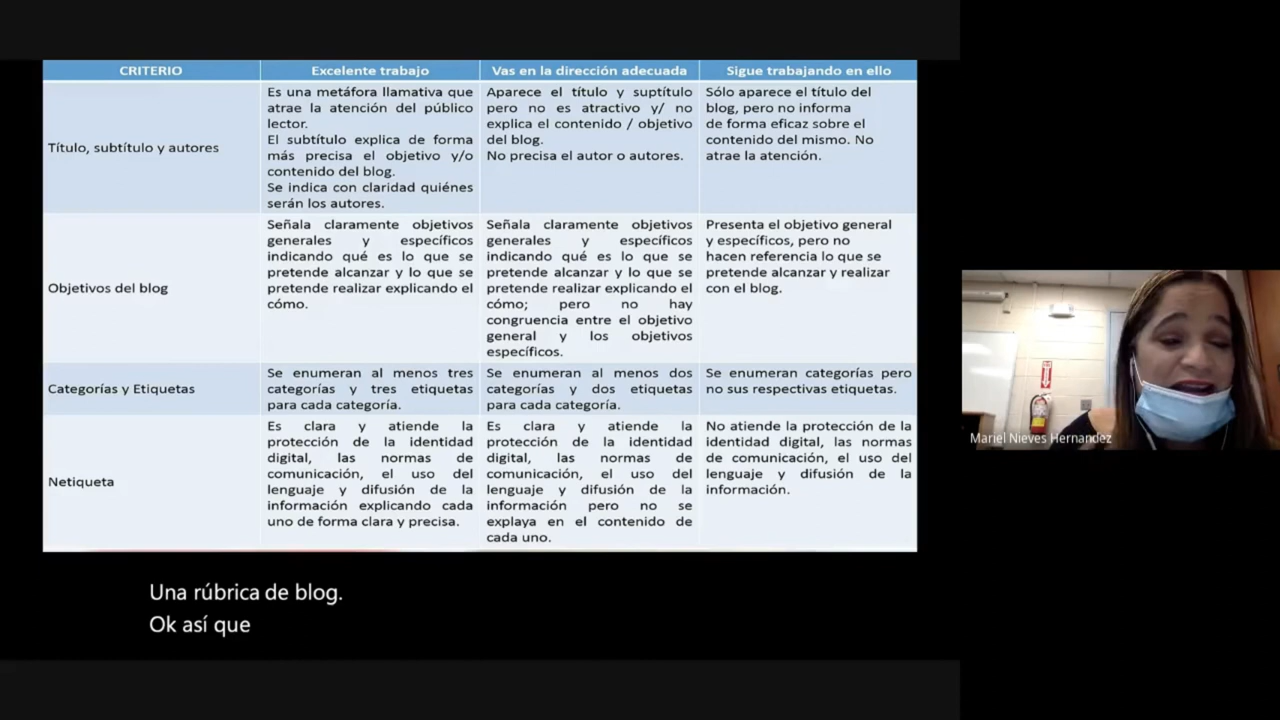 CRITERIO
Excelente trabajo
Vas en la dirección adecuada
Sigue trabajando en ello
Título, subtítulo y autores
Es una metáfora llamativa que
atrae la atención del público
lector.
El subtítulo explica de forma
más precisa el objetivo y/o
contenido del blog.
Se indica con claridad quiénes
serán los autores.
Aparece el título y suptítulo
pero no es atractivo y/ no
explica el contenido / objetivo
del blog.
No precisa el autor o autores.
Sólo aparece el título del
blog, pero no informa
de forma eficaz sobre el
contenido del mismo. No
atrae la atención.
Objetivos del blog
Señala claramente objetivos
generales y específicos
indicando qué es lo que se
pretende alcanzar y lo que se
pretende realizar explicando el
cómo.
Señala claramente objetivos
generales y específicos
indicando qué es lo que se
pretende alcanzar y lo que se
pretende realizar explicando el
cómo; pero no hay
congruencia entre el objetivo
general y los objetivos
específicos.
Presenta el objetivo general
y específicos, pero no
hacen referencia lo que se
pretende alcanzar y realizar
con el blog.
Categorías y Etiquetas
Se enumeran al menos tres
categorías y tres etiquetas
para cada categoría.
Se enumeran al menos dos
categorías y dos etiquetas
para cada categoría.
Se enumeran categorías pero
no sus respectivas etiquetas.
Netiqueta
Es clara y atiende la
protección de la identidad
digital, las normas de
comunicación, el uso del
lenguaje y difusión de la
información explicando cada
uno de forma clara y precisa.
Es clara y atiende la
protección de la identidad
digital, las normas de
comunicación, el uso del
lenguaje y difusión de la
información pero no se
explaya en el contenido de
cada uno.
No atiende la protección de la
identidad digital, las normas
de comunicación, el uso del
lenguaje y difusión de la
información.
Mariel Nieves Hernandez
Una rúbrica de blog.
Ok así que